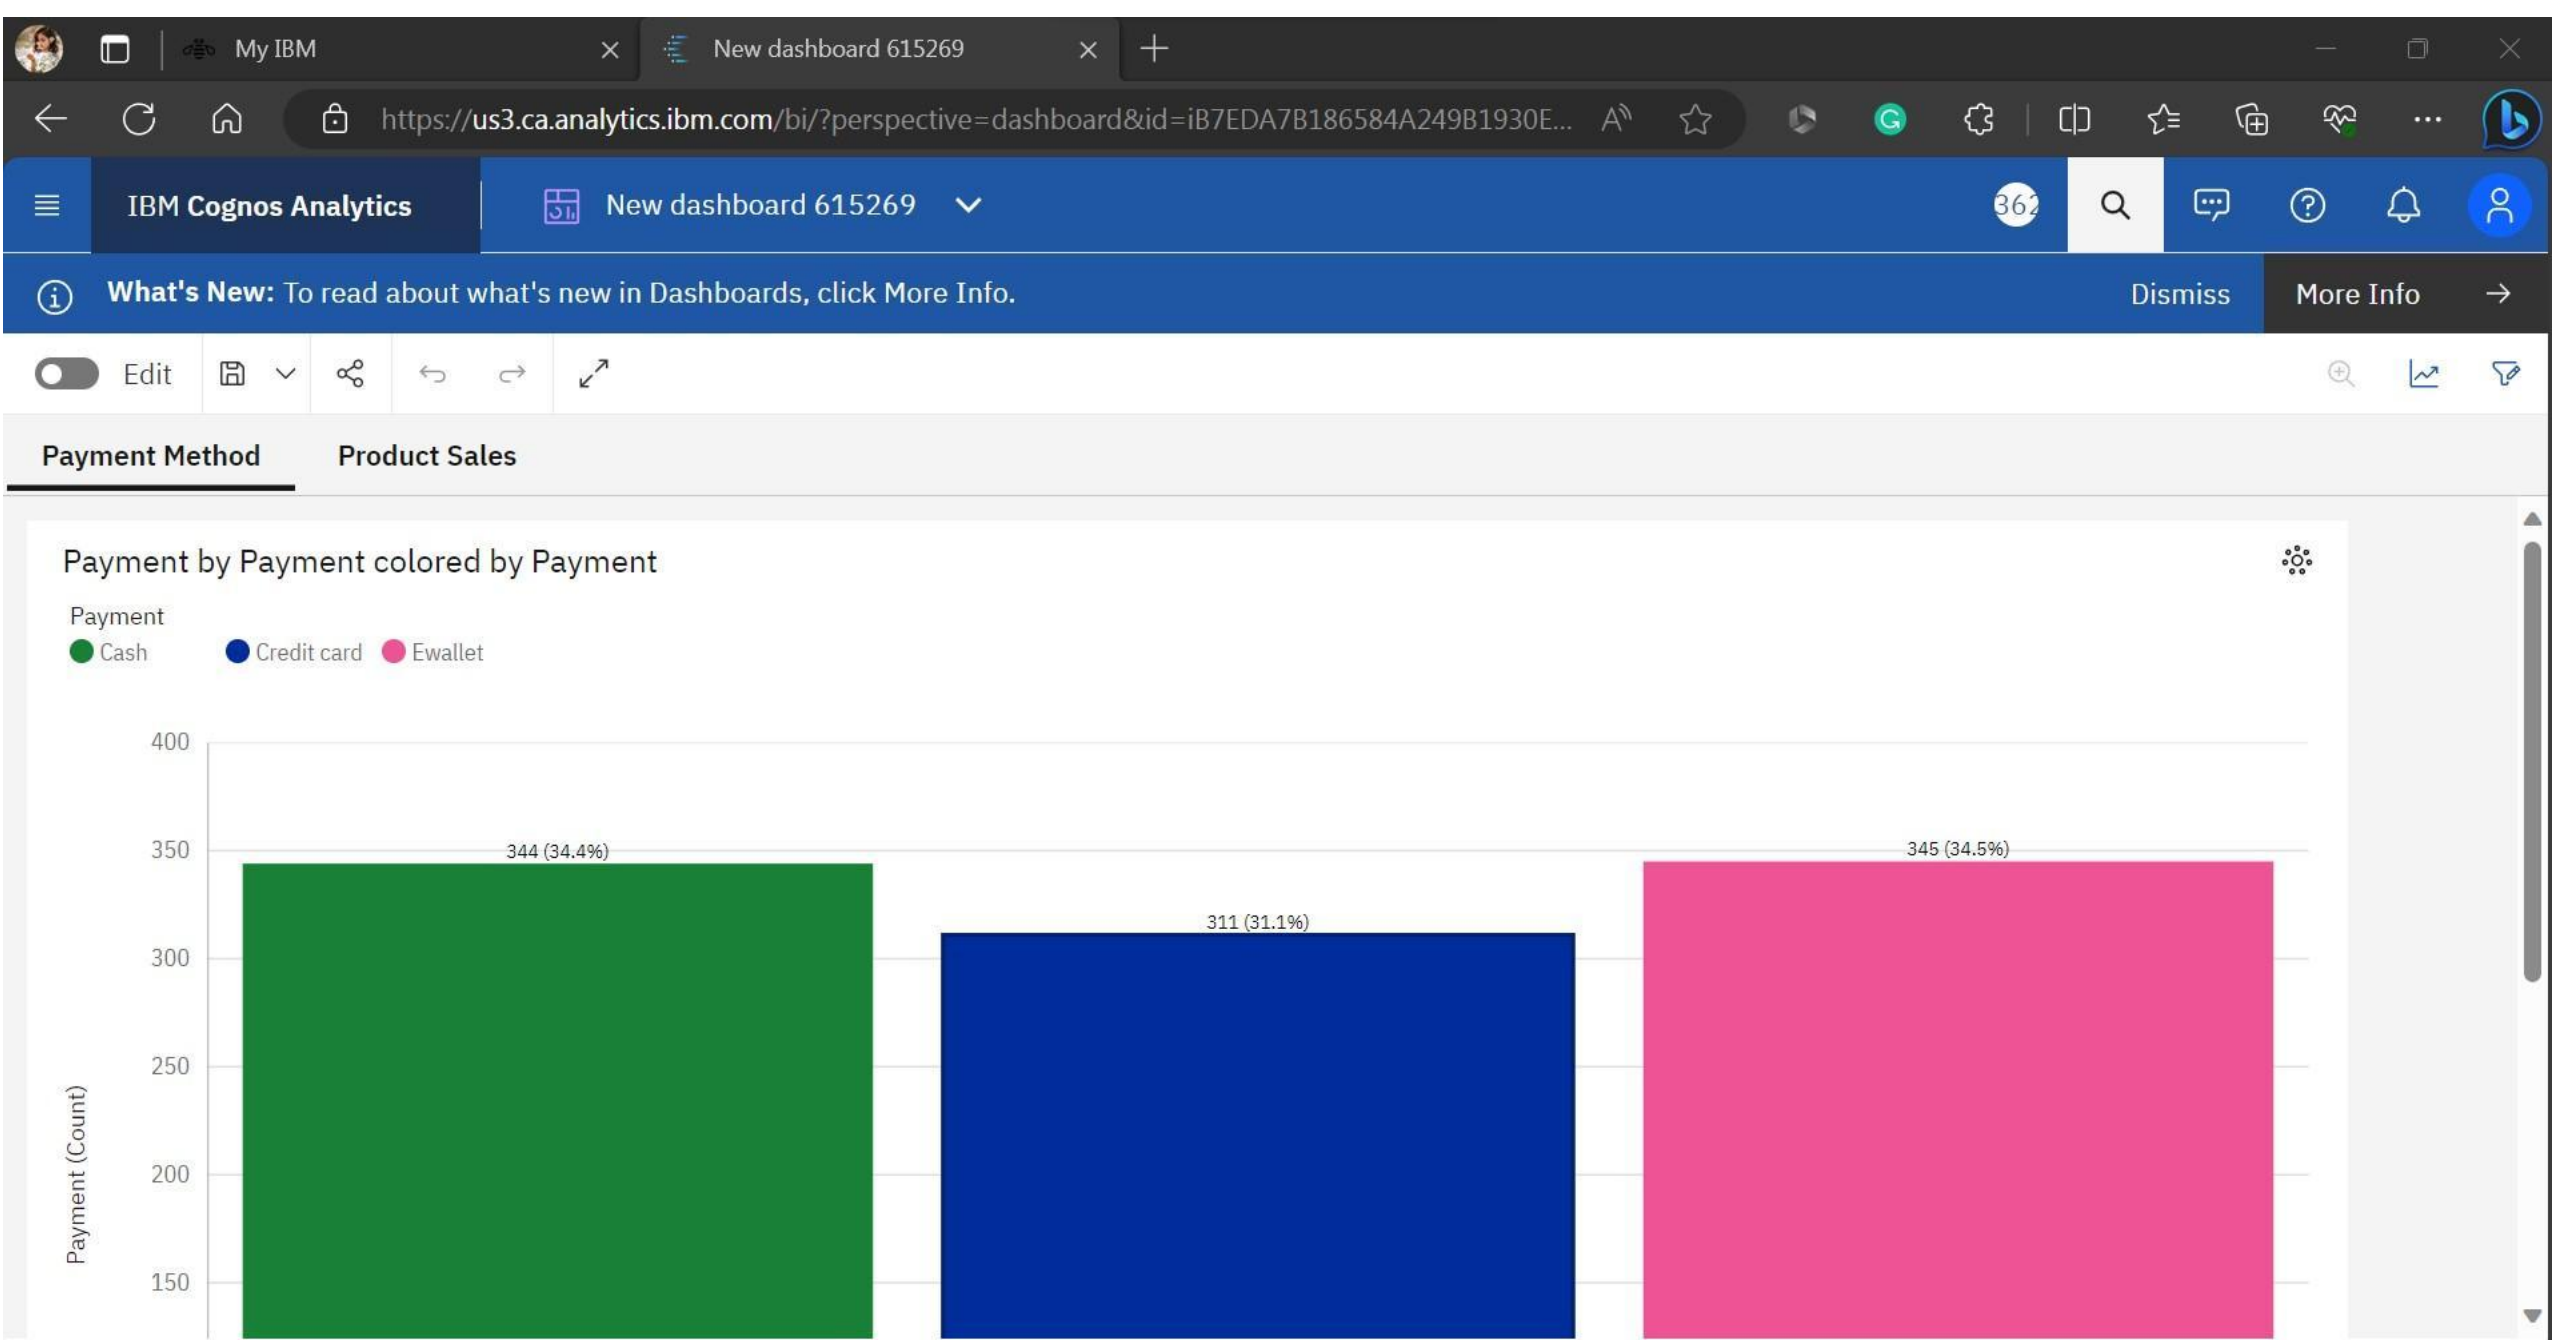 My IBM
New dashboard 615269
https://us3.ca.analytics.ibm.com/bi/?perspective=dashboard&id=iB7EDA7B186584A249B1930E...
IBM Cognos Analytics
New dashboard 615269
362
What's New: To read about what's new in Dashboards, click More Info.
Dismiss
More Info
Edit
Payment Method
Product Sales
Payment by Payment colored by Payment
Payment
Cash
Credit card
Ewallet
400
350
300
250
200
150
Payment (Count)
344 (34.4%)
311 (31.1%)
345 (34.5%)